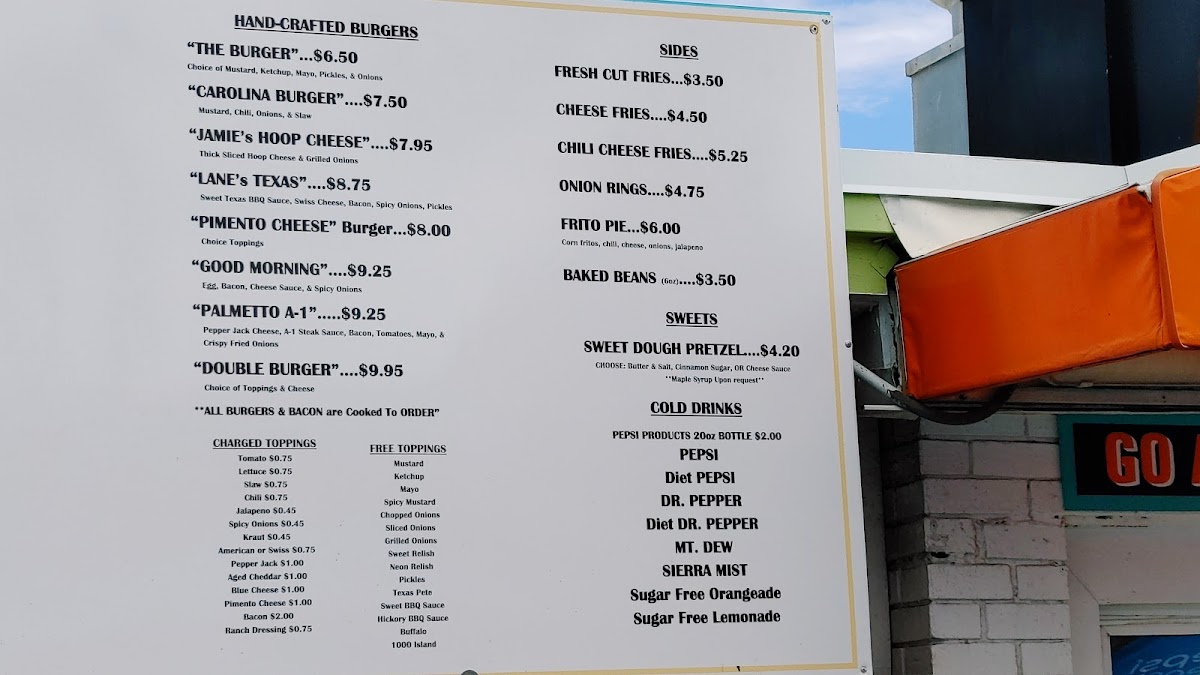 HAND-CRAFTED BURGERS
“THE BURGER”...$6.50
Choice of Mustard, Ketchup, Mayo, Pickles, & Onions
“CAROLINA BURGER”....$7.50
Mustard, Chili, Onions, & Slaw
“JAMIE's HOOP CHEESE”....$7.95
Thick Sliced Hoop Cheese & Grilled Onions
“LANE's TEXAS”....$8.75
Sweet Texas BBQ Sauce, Swiss Cheese, Bacon, Spicy Onions, Pickles
“PIMENTO CHEESE” Burger...$8.00
Choice Toppings
“GOOD MORNING”....$9.25
Egg, Bacon, Cheese Sauce, & Spicy Onions
“PALMETTO A-1”.....$9.25
Pepper Jack Cheese, A-1 Steak Sauce, Bacon, Tomatoes, Mayo, &
Crispy Fried Onions
“DOUBLE BURGER”....$9.95
Choice of Toppings & Cheese
**ALL BURGERS & BACON are Cooked To ORDER”
CHARGED TOPPINGS
Tomato $0.75
Lettuce $0.75
Slaw $0.75
Chili $0.75
Jalapeno $0.45
Spicy Onions $0.45
Kraut $0.45
American or Swiss $0.75
Pepper Jack $1.00
Aged Cheddar $1.00
Blue Cheese $1.00
Pimento Cheese $1.00
Bacon $2.00
Ranch Dressing $0.75
FREE TOPPINGS
Mustard
Ketchup
Mayo
Spicy Mustard
Chopped Onions
Sliced Onions
Grilled Onions
Sweet Relish
Neon Relish
Pickles
Texas Pete
Sweet BBQ Sauce
Hickory BBQ Sauce
Buffalo
1000 Island
SIDES
FRESH CUT FRIES...$3.50
CHEESE FRIES....$4.50
CHILI CHEESE FRIES....$5.25
ONION RINGS....$4.75
FRITO PIE...$6.00
Corn fritos, chili, cheese, onions, jalapeno
BAKED BEANS (6oz)....$3.50
SWEETS
SWEET DOUGH PRETZEL....$4.20
CHOOSE: Butter & Salt, Cinnamon Sugar, OR Cheese Sauce
**Maple Syrup Upon request**
COLD DRINKS
PEPSI PRODUCTS 20oz BOTTLE $2.00
PEPSI
Diet PEPSI
DR. PEPPER
Diet DR. PEPPER
MT. DEW
SIERRA MIST
Sugar Free Orangeade
Sugar Free Lemonade
GO